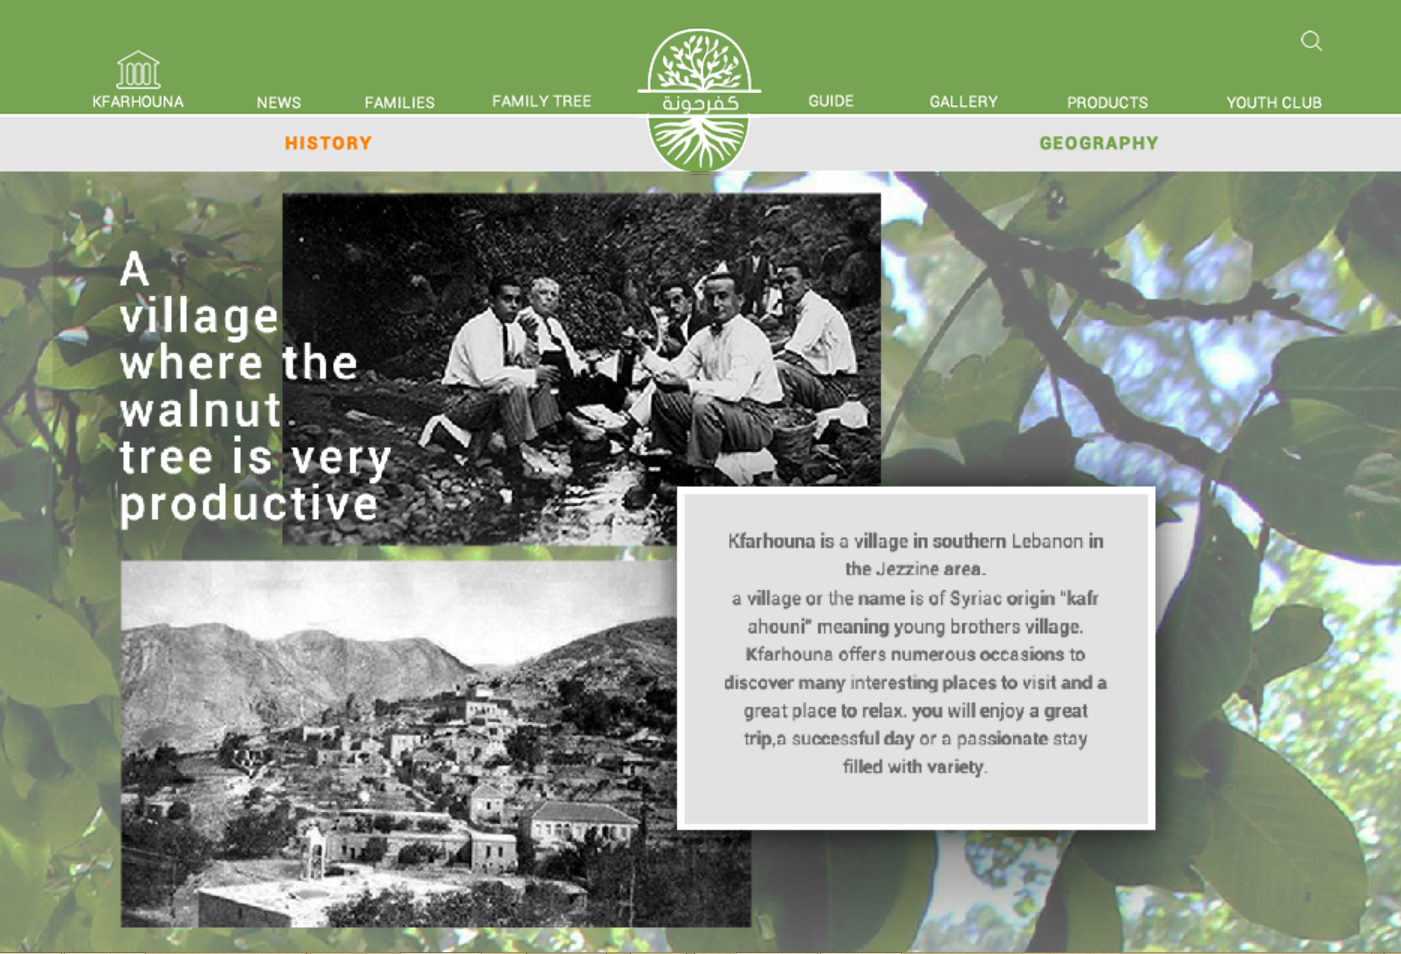 KFARHOUNA
NEWS
FAMILIES
FAMILY TREE
كفرحونة
GUIDE
GALLERY
PRODUCTS
YOUTH CLUB
HISTORY
GEOGRAPHY
A
village
where the
walnut
tree is very
productive
Kfarhouna is a village in southern Lebanon in
the Jezzine area.
a village or the name is of Syriac origin "kafr
ahouni" meaning young brothers village.
Kfarhouna offers numerous occasions to
discover many interesting places to visit and a
great place to relax. you will enjoy a great
trip,a successful day or a passionate stay
filled with variety.